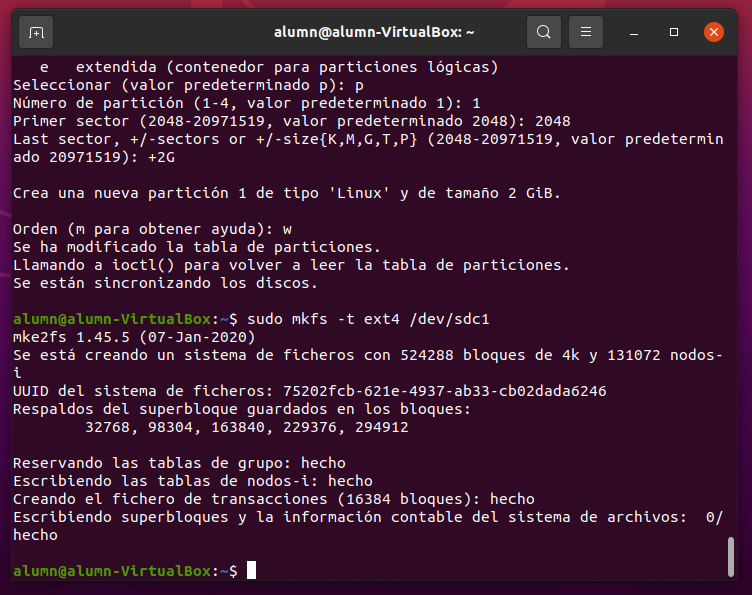 alumn@alumn-VirtualBox: ~
   e   extendida (contenedor para particiones lógicas)
Seleccionar (valor predeterminado p): p
Número de partición (1-4, valor predeterminado 1): 1
Primer sector (2048-20971519, valor predeterminado 2048): 2048
Last sector, +/-sectors or +/-size{K,M,G,T,P} (2048-20971519, valor predetermin
ado 20971519): +2G
Crea una nueva partición 1 de tipo 'Linux' y de tamaño 2 GiB.
Orden (m para obtener ayuda): w
Se ha modificado la tabla de particiones.
Llamando a ioctl() para volver a leer la tabla de particiones.
Se están sincronizando los discos.
alumn@alumn-VirtualBox:~$ sudo mkfs -t ext4 /dev/sdc1
mke2fs 1.45.5 (07-Jan-2020)
Se está creando un sistema de ficheros con 524288 bloques de 4k y 131072 nodos-
i
UUID del sistema de ficheros: 75202fcb-621e-4937-ab33-cb02dada6246
Respaldos del superbloque guardados en los bloques:
        32768, 98304, 163840, 229376, 294912
Reservando las tablas de grupo: hecho
Escribiendo las tablas de nodos-i: hecho
Creando el fichero de transacciones (16384 bloques): hecho
Escribiendo superbloques y la información contable del sistema de archivos:  0/
hecho
alumn@alumn-VirtualBox:~$